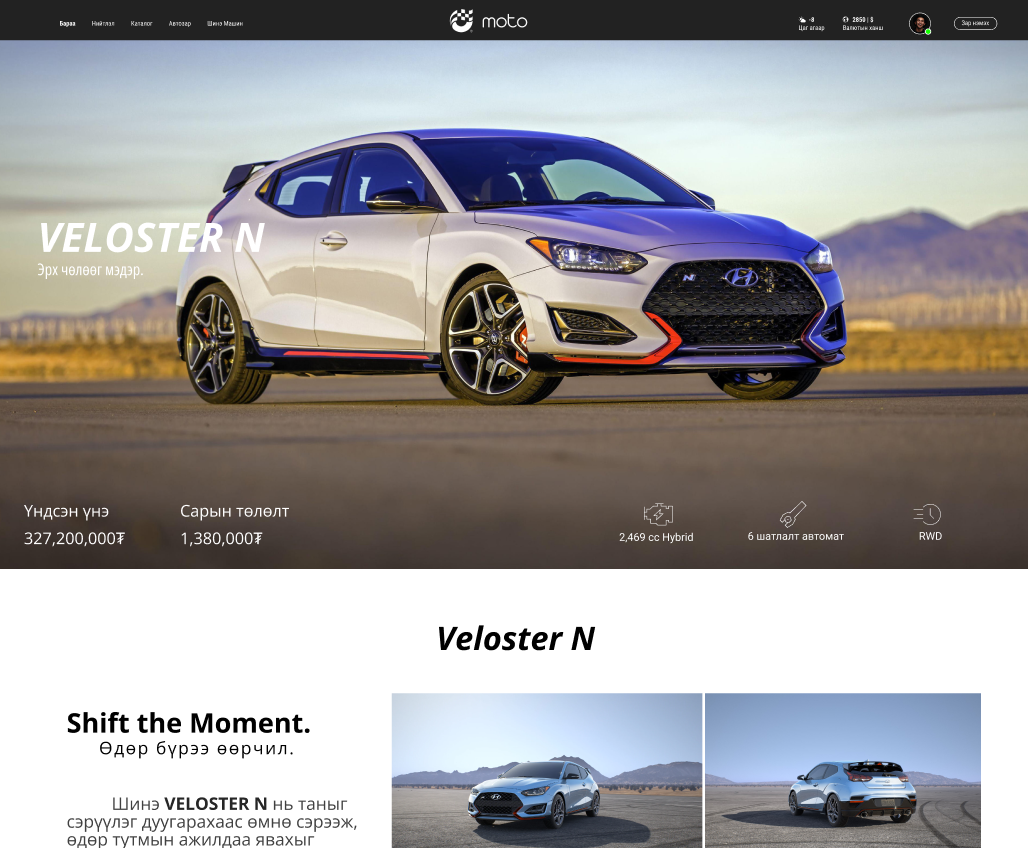 Бараа Нийтлэл Каталог Автозар Шинэ Машин
moto
-8
Цаг агаар
2850 | $
Валютын ханш
Зар нэмэх
VELOSTER N
Эрх чөлөөг мэдэр.
Үндсэн үнэ
327,200,000₮
Сарын төлөлт
1,380,000₮
2,469 cc Hybrid
6 шатлалт автомат
RWD
Veloster N
Shift the Moment.
Өдөр бүрээ өөрчил.
Шинэ VELOSTER N нь таныг
сэрүүлэг дуугарахаас өмнө сэрээж,
өдөр тутмын ажилдаа явахыг